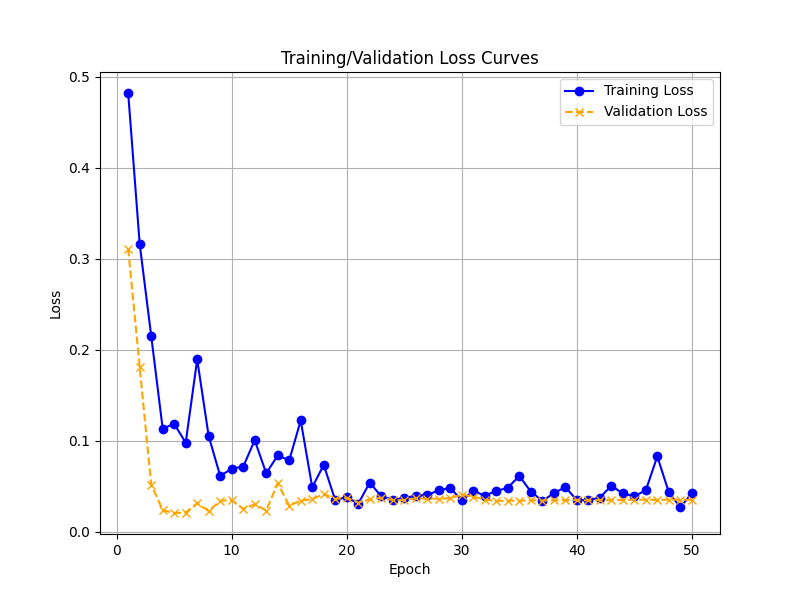 Training/Validation Loss Curves
Training Loss
Validation Loss
0.5
0.4
0.3
0.2
0.1
0.0
Loss
0 10 20 30 40 50
Epoch